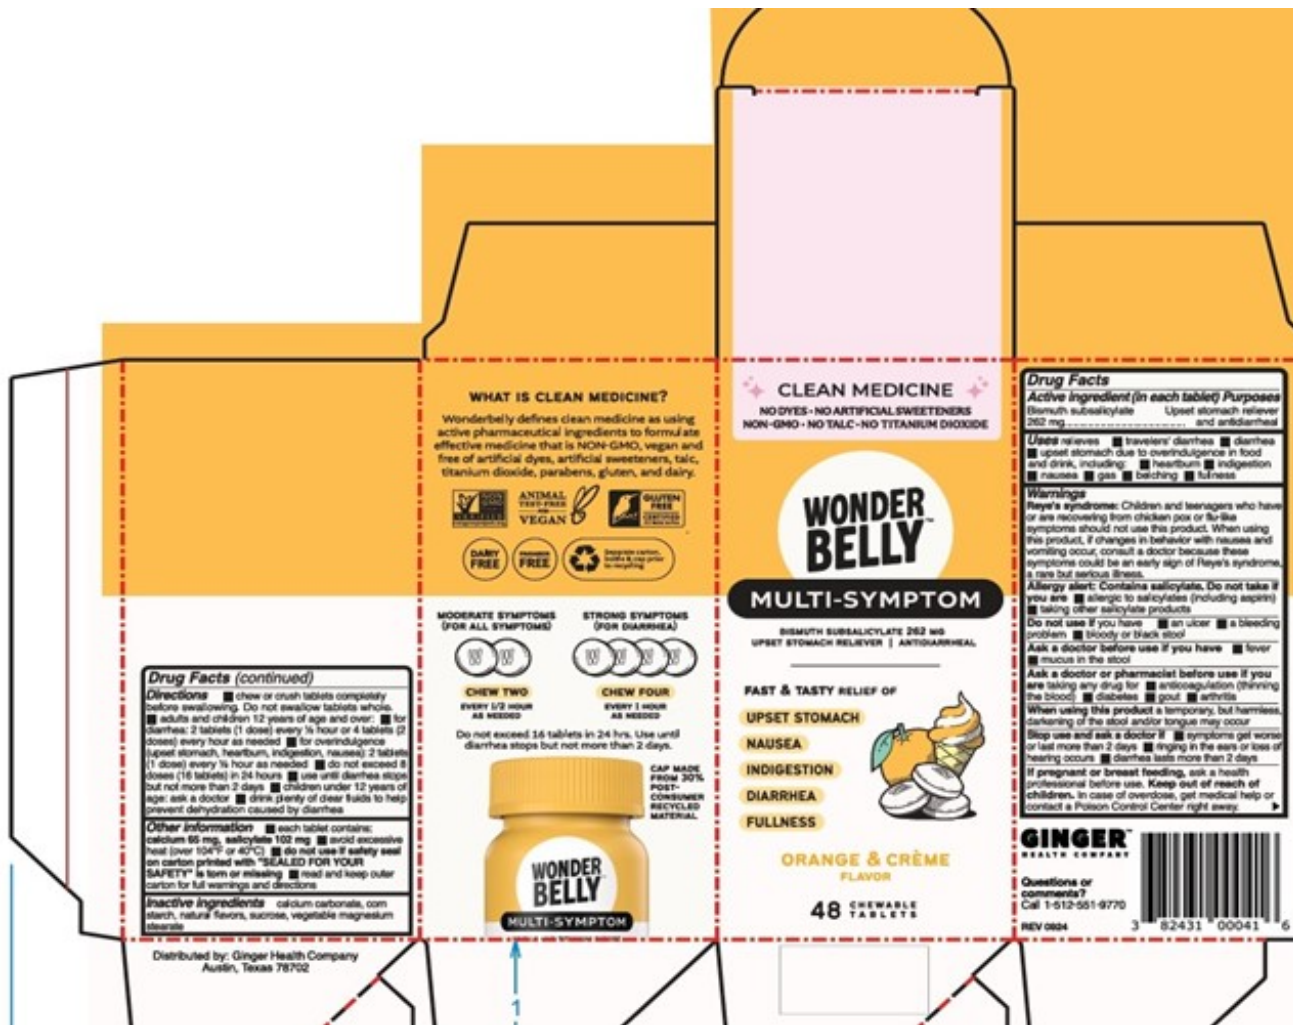 WHAT IS CLEAN MEDICINE?
Wonderbelly defines clean medicine as using
active pharmaceutical ingredients to formulate
effective medicine that is NON-GMO, vegan and
free of artificial dyes, artificial sweeteners, talc,
titanium dioxide, parabens, gluten, and dairy.
ANIMAL
TEST-FREE
VEGAN
GLUTEN
FREE
CERTIFIED
DAIRY
FREE
PARABEN
FREE
Separate carton,
bottle & cap prior
to recycling
MODERATE SYMPTOMS
(FOR ALL SYMPTOMS)
W W
CHEW TWO
EVERY 1/2 HOUR
AS NEEDED
STRONG SYMPTOMS
(FOR DIARRHEA)
W W W W
CHEW FOUR
EVERY 1 HOUR
AS NEEDED
Do not exceed 16 tablets in 24 hrs. Use until
diarrhea stops but not more than 2 days.
CAP MADE
FROM 30%
POST-
CONSUMER
RECYCLED
MATERIAL
WONDER
BELLY
MULTI-SYMPTOM
1
CLEAN MEDICINE
NO DYES • NO ARTIFICIAL SWEETENERS
NON-GMO • NO TALC • NO TITANIUM DIOXIDE
WONDER
BELLY™
MULTI-SYMPTOM
BISMUTH SUBSALICYLATE 262 MG
UPSET STOMACH RELIEVER | ANTIDIARRHEAL
FAST & TASTY RELIEF OF
UPSET STOMACH
NAUSEA
INDIGESTION
DIARRHEA
FULLNESS
ORANGE & CRÈME
FLAVOR
48 CHEWABLE
TABLETS
Drug Facts
Active ingredient (in each tablet) Purposes
Bismuth subsalicylate Upset stomach reliever
262 mg and antidiarrheal
Uses relieves ■ travelers' diarrhea ■ diarrhea
■ upset stomach due to overindulgence in food
and drink, including: ■ heartburn ■ indigestion
■ nausea ■ gas ■ belching ■ fullness
Warnings
Reye's syndrome: Children and teenagers who have
or are recovering from chicken pox or flu-like
symptoms should not use this product. When using
this product, if changes in behavior with nausea and
vomiting occur, consult a doctor because these
symptoms could be an early sign of Reye's syndrome,
a rare but serious illness.
Allergy alert: Contains salicylate. Do not take if
you are ■ allergic to salicylates (including aspirin)
■ taking other salicylate products
Do not use if you have ■ an ulcer ■ a bleeding
problem ■ bloody or black stool
Ask a doctor before use if you have ■ fever
■ mucus in the stool
Ask a doctor or pharmacist before use if you
are taking any drug for ■ anticoagulation (thinning
the blood) ■ diabetes ■ gout ■ arthritis
When using this product a temporary, but harmless,
darkening of the stool and/or tongue may occur
Stop use and ask a doctor if ■ symptoms get worse
or last more than 2 days ■ ringing in the ears or loss of
hearing occurs ■ diarrhea lasts more than 2 days
If pregnant or breast feeding, ask a health
professional before use. Keep out of reach of
children. In case of overdose, get medical help or
contact a Poison Control Center right away.
GINGER™
HEALTH COMPANY
Questions or
comments?
Call 1-512-551-9770
REV 0924
3 82431 00041 6
Drug Facts (continued)
Directions ■ chew or crush tablets completely
before swallowing. Do not swallow tablets whole.
■ adults and children 12 years of age and over: ■ for
diarrhea: 2 tablets (1 dose) every ½ hour or 4 tablets (2
doses) every hour as needed ■ for overindulgence
(upset stomach, heartburn, indigestion, nausea): 2 tablets
(1 dose) every ½ hour as needed ■ do not exceed 8
doses (16 tablets) in 24 hours ■ use until diarrhea stops
but not more than 2 days ■ children under 12 years of
age: ask a doctor ■ drink plenty of clear fluids to help
prevent dehydration caused by diarrhea
Other information ■ each tablet contains:
calcium 65 mg, salicylate 102 mg ■ avoid excessive
heat (over 104°F or 40°C) ■ do not use if safety seal
on carton printed with "SEALED FOR YOUR
SAFETY" is torn or missing ■ read and keep outer
carton for full warnings and directions
Inactive ingredients calcium carbonate, corn
starch, natural flavors, sucrose, vegetable magnesium
stearate
Distributed by: Ginger Health Company
Austin, Texas 78702